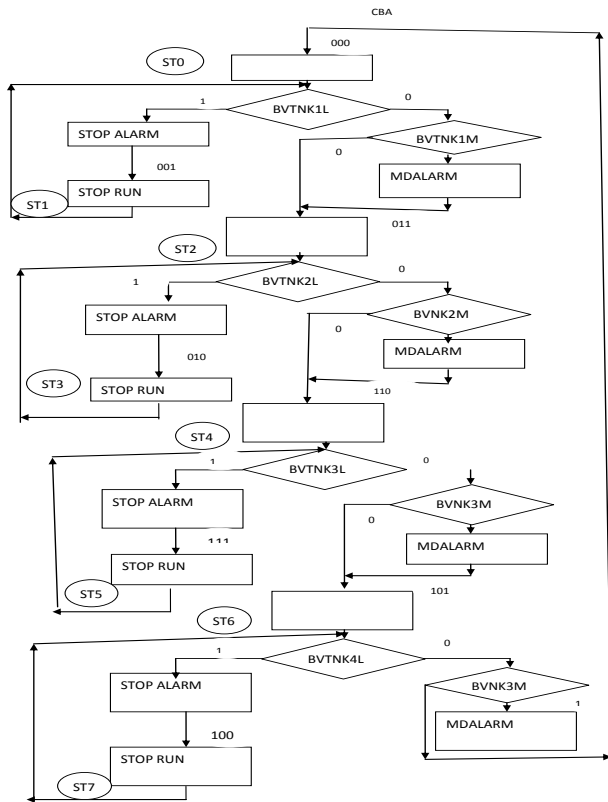 CBA
000
ST0
1
BVTNK1L
0
STOP ALARM
BVTNK1M
0
001
MDALARM
STOP RUN
ST1
011
ST2
BVTNK2L
0
1
STOP ALARM
BVNK2M
0
010
MDALARM
ST3
STOP RUN
110
ST4
1
BVTNK3L
0
STOP ALARM
BVNK3M
0
111
MDALARM
STOP RUN
ST5
101
ST6
1
BVTNK4L
0
STOP ALARM
BVNK3M
1
MDALARM
100
STOP RUN
ST7